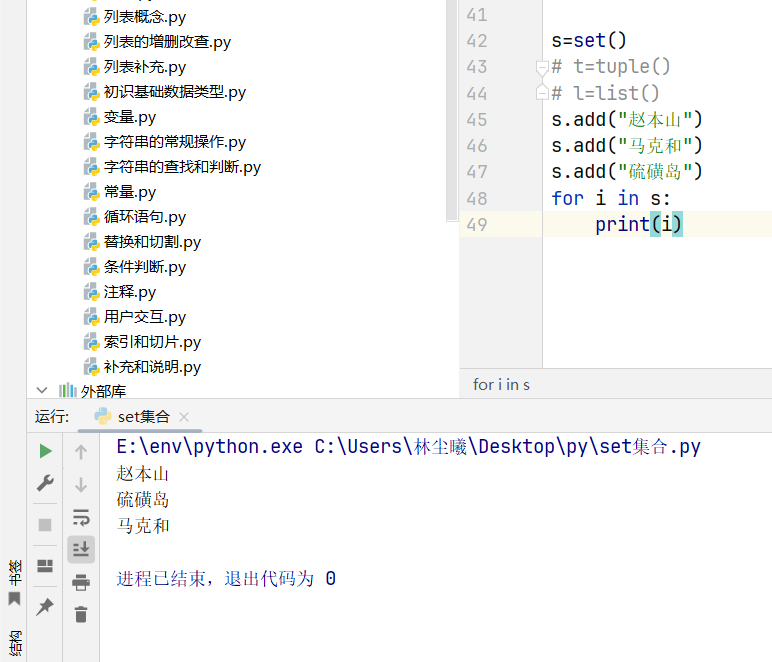 列表概念.py
列表的增删改查.py
列表补充.py
初识基础数据类型.py
变量.py
字符串的常规操作.py
字符串的查找和判断.py
常量.py
循环语句.py
替换和切割.py
条件判断.py
注释.py
用户交互.py
索引和切片.py
补充和说明.py
外部库
41
42 s=set()
43 # t=tuple()
44 # l=list()
45 s.add("赵本山")
46 s.add("马克和")
47 s.add("硫磺岛")
48 for i in s:
49     print(i)
for i in s
运行: set集合
E:\env\python.exe C:\Users\林尘曦\Desktop\py\set集合.py
赵本山
硫磺岛
马克和
进程已结束，退出代码为 0
书签
结构